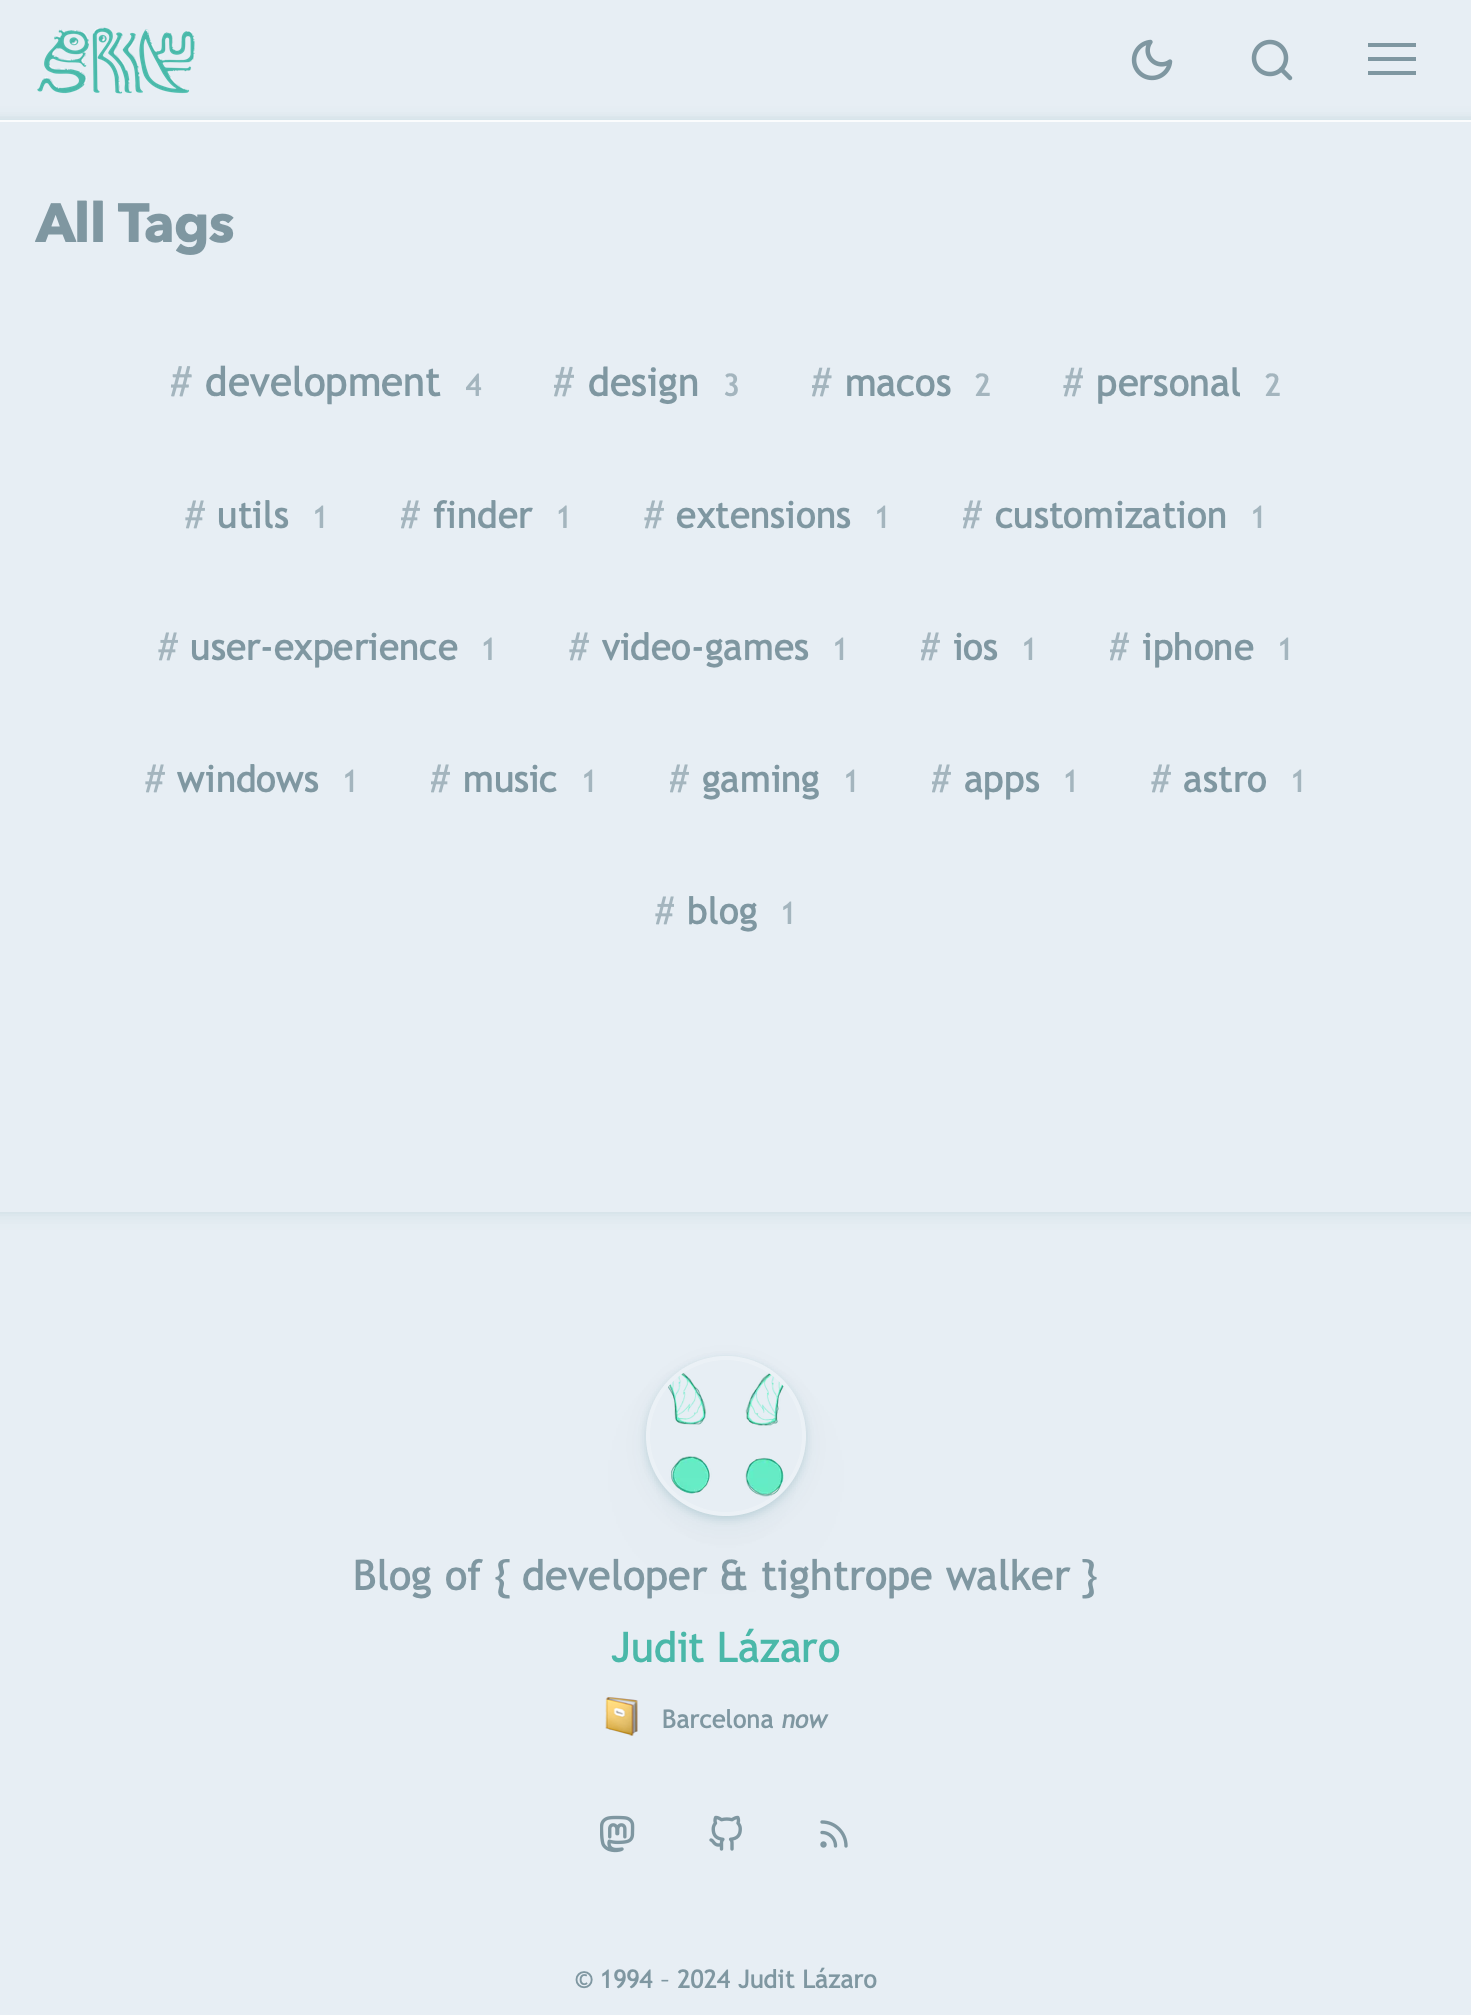 All Tags
# development 4 # design 3 # macos 2 # personal 2
# utils 1 # finder 1 # extensions 1 # customization 1
# user-experience 1 # video-games 1 # ios 1 # iphone 1
# windows 1 # music 1 # gaming 1 # apps 1 # astro 1
# blog 1
Blog of { developer & tightrope walker }
Judit Lázaro
Barcelona now
© 1994 – 2024 Judit Lázaro